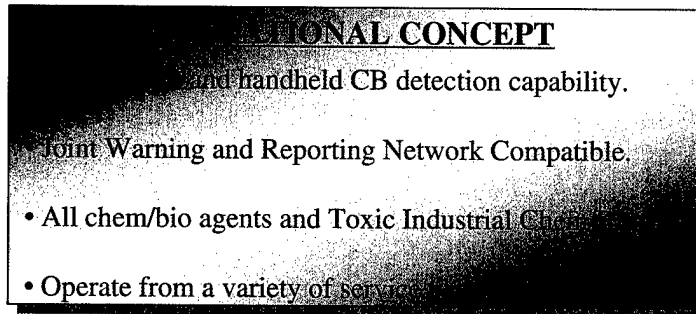 CONCEPT
and handheld CB detection capability.
Joint Warning and Reporting Network Compatible.
• All chem/bio agents and Toxic Industrial
• Operate from a variety of service